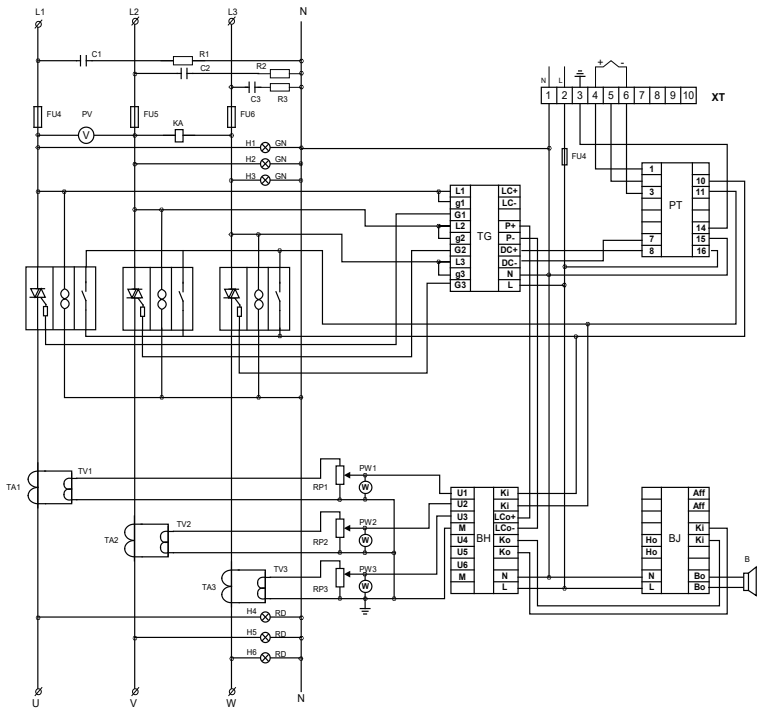 L1 L2 L3 N
C1 R1
C2 R2
C3 R3
N L + -
1 2 3 4 5 6 7 8 9 10 XT
FU4 PV FU5 KA FU6
V
H1 GN
H2 GN
H3 GN
FU4
1 10
3 11
PT
14
7 15
8 16
L1 LC+
g1 LC-
G1
L2 P+
g2 TG P-
G2 DC+
L3 DC-
g3 N
G3 L
TA1 TV1 RP1 PW1 W
TA2 TV2 RP2 PW2 W
TA3 TV3 RP3 PW3 W
U1 Ki
U2 Ki
U3 LCo+
M LCo-
BH
U4 Ko
U5 Ko
U6
M N
L
Aff
Aff
Ki
Ho Ki
Ho
BJ
N Bo
L Bo
B
H4 RD
H5 RD
H6 RD
U V W N